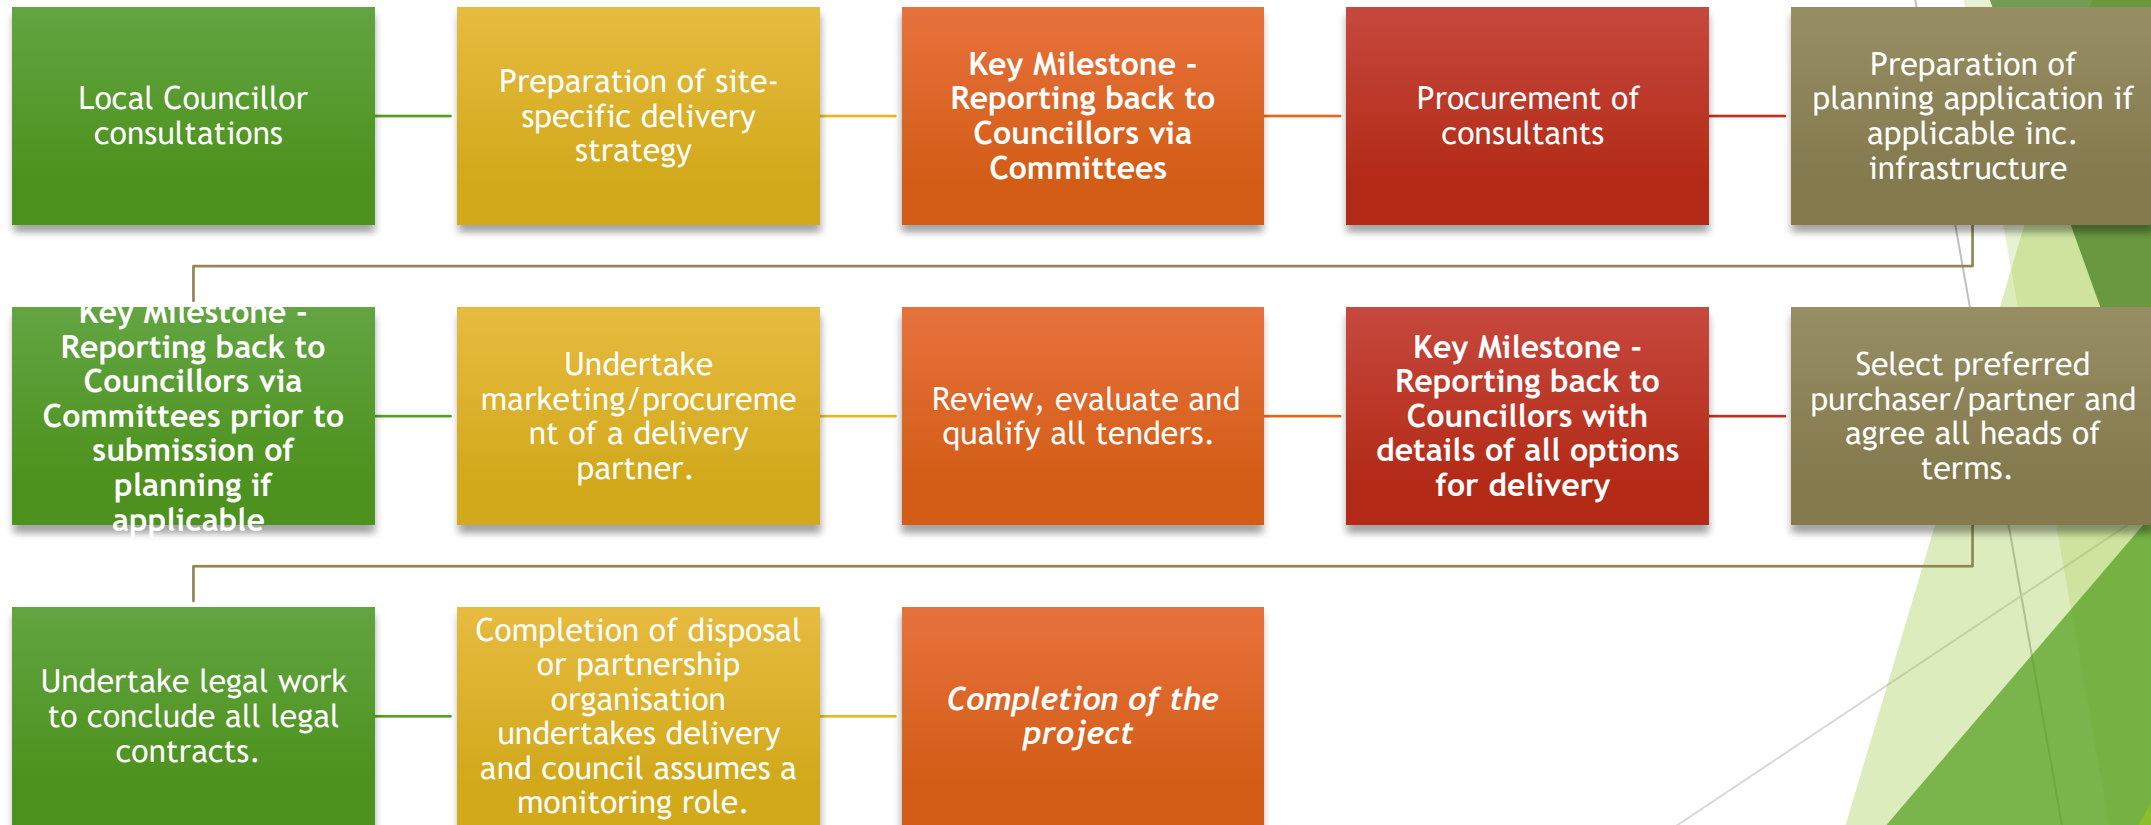 Local Councillor
consultations
Preparation of site-
specific delivery
strategy
Key Milestone -
Reporting back to
Councillors via
Committees
Procurement of
consultants
Preparation of
planning application if
applicable inc.
infrastructure
Key Milestone -
Reporting back to
Councillors via
Committees prior to
submission of
planning if
applicable
Undertake
marketing/procureme
nt of a delivery
partner.
Review, evaluate and
qualify all tenders.
Key Milestone -
Reporting back to
Councillors with
details of all options
for delivery
Select preferred
purchaser/partner and
agree all heads of
terms.
Undertake legal work
to conclude all legal
contracts.
Completion of disposal
or partnership
organisation
undertakes delivery
and council assumes a
monitoring role.
Completion of the
project